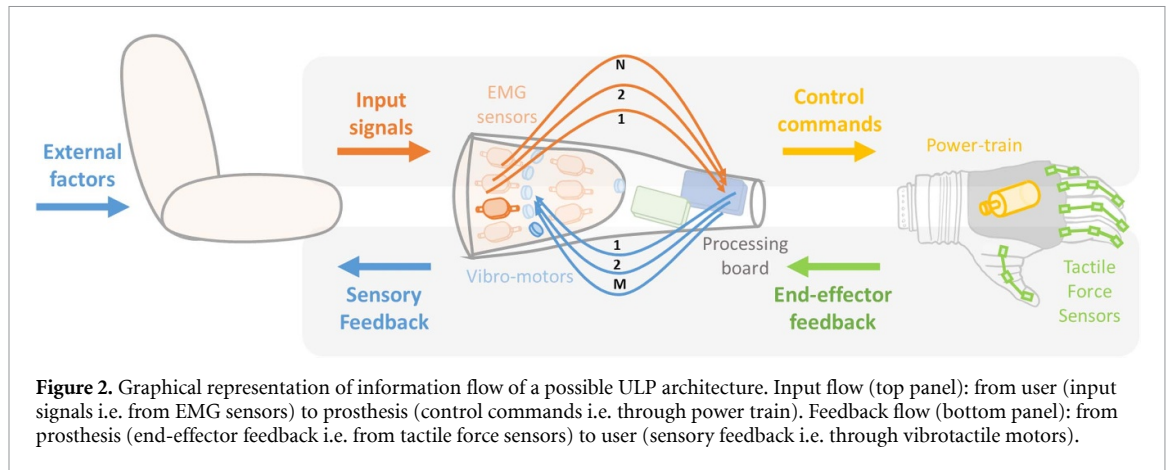 External
factors
Input
signals
EMG
sensors
N
2
1
Control
commands
Power-train
1
2
M
Vibro-motors
Processing
board
Sensory
Feedback
End-effector
feedback
Tactile
Force
Sensors
Figure 2. Graphical representation of information flow of a possible ULP architecture. Input flow (top panel): from user (input
signals i.e. from EMG sensors) to prosthesis (control commands i.e. through power train). Feedback flow (bottom panel): from
prosthesis (end-effector feedback i.e. from tactile force sensors) to user (sensory feedback i.e. through vibrotactile motors).